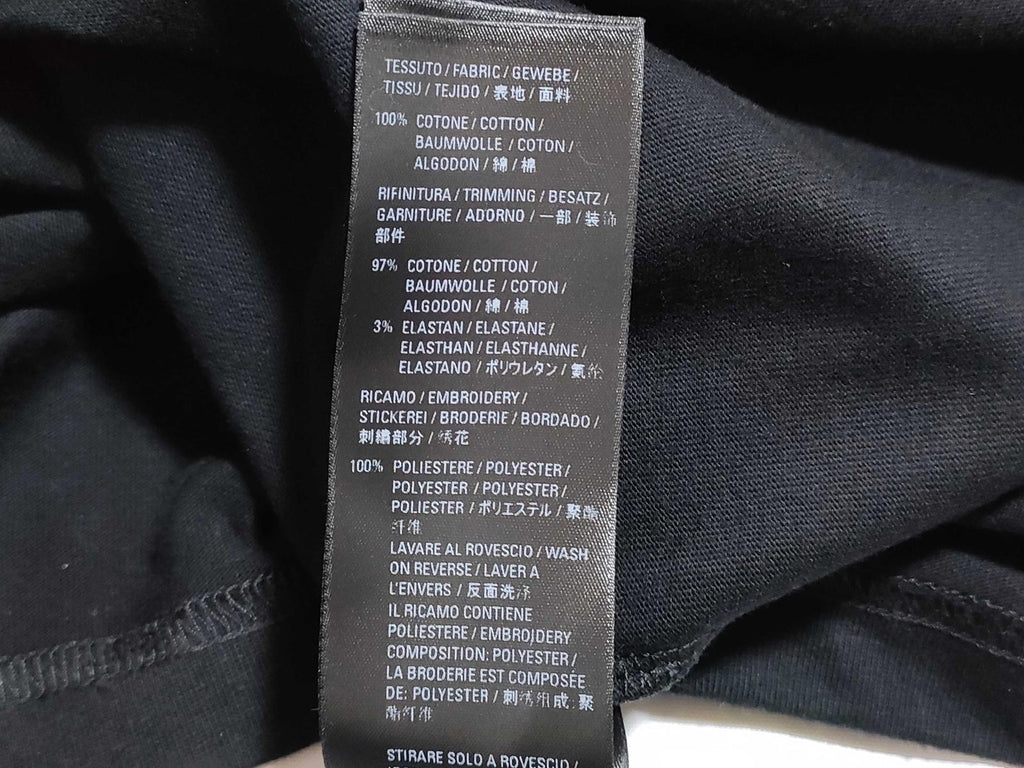 TESSUTO / FABRIC / GEWEBE /
TISSU / TEJIDO / 表地 / 面料
100% COTONE / COTTON /
BAUMWOLLE / COTON /
ALGODON / 綿 / 棉
RIFINITURA / TRIMMING / BESATZ /
GARNITURE / ADORNO / 一部 / 装饰
部件
97% COTONE / COTTON /
BAUMWOLLE / COTON /
ALGODON / 綿 / 棉
3% ELASTAN / ELASTANE /
ELASTHAN / ELASTHANNE /
ELASTANO / ポリウレタン / 氨纶
RICAMO / EMBROIDERY /
STICKEREI / BRODERIE / BORDADO /
刺繍部分 / 绣花
100% POLIESTERE / POLYESTER /
POLYESTER / POLYESTER /
POLIESTER / ポリエステル / 聚酯
纤维
LAVARE AL ROVESCIO / WASH
ON REVERSE / LAVER A
L'ENVERS / 反面洗涤
IL RICAMO CONTIENE
POLIESTERE / EMBROIDERY
COMPOSITION: POLYESTER /
LA BRODERIE EST COMPOSÉE
DE: POLYESTER / 刺绣组成: 聚
酯纤维
STIRARE SOLO A ROVESCIO /